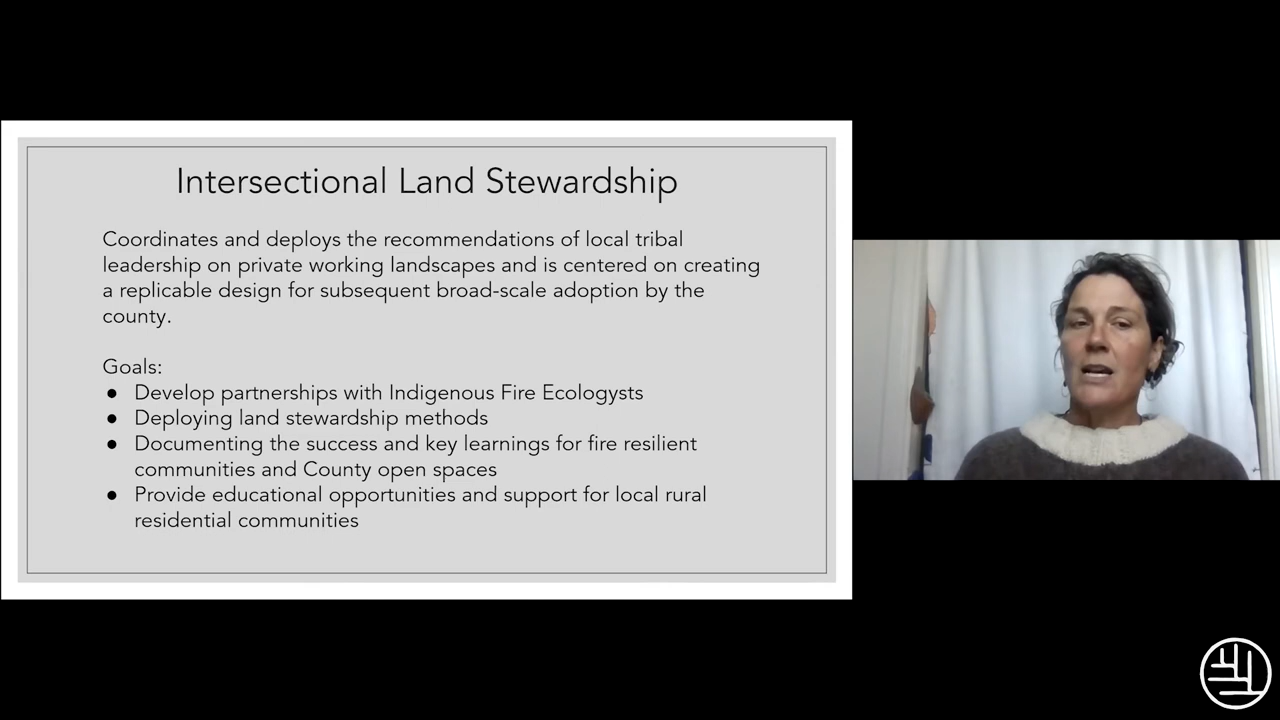 Intersectional Land Stewardship
Coordinates and deploys the recommendations of local tribal
leadership on private working landscapes and is centered on creating
a replicable design for subsequent broad-scale adoption by the
county.
Goals:
● Develop partnerships with Indigenous Fire Ecologysts
● Deploying land stewardship methods
● Documenting the success and key learnings for fire resilient
communities and County open spaces
● Provide educational opportunities and support for local rural
residential communities